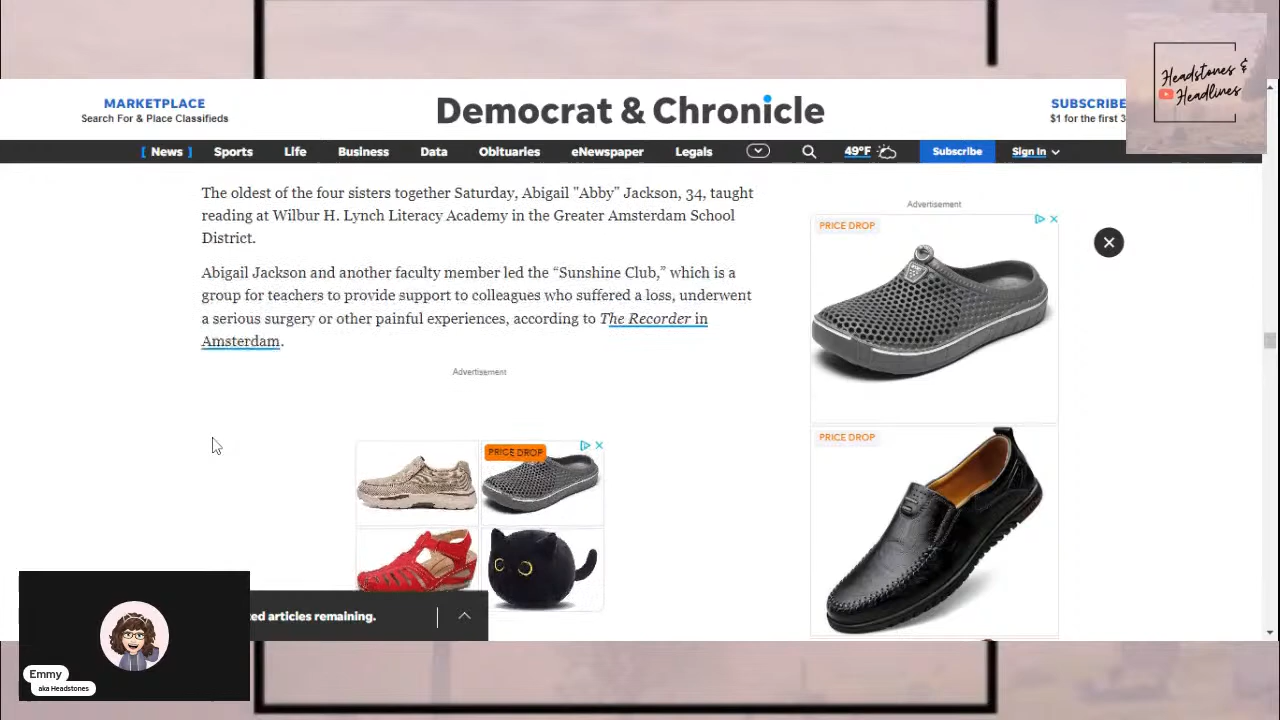 Headstones &
Headlines
MARKETPLACE
Search For & Place Classifieds
Democrat & Chronicle
SUBSCRIBE
$1 for the first 3
[ News ] Sports Life Business Data Obituaries eNewspaper Legals 49°F Subscribe Sign In
The oldest of the four sisters together Saturday, Abigail "Abby" Jackson, 34, taught
reading at Wilbur H. Lynch Literacy Academy in the Greater Amsterdam School
District.
Abigail Jackson and another faculty member led the “Sunshine Club,” which is a
group for teachers to provide support to colleagues who suffered a loss, underwent
a serious surgery or other painful experiences, according to The Recorder in
Amsterdam.
Advertisement
PRICE DROP
Advertisement
PRICE DROP
PRICE DROP
ed articles remaining.
Emmy
aka Headstones